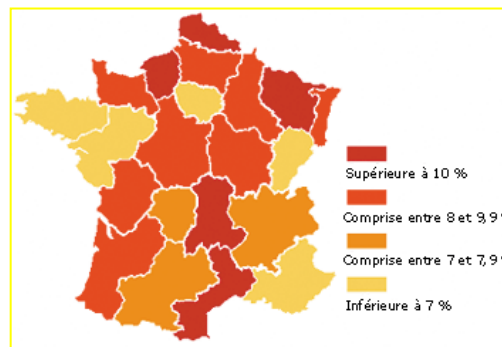 Supérieure à 10 %
Comprise entre 8 et 9,9 %
Comprise entre 7 et 7,9 %
Inférieure à 7 %